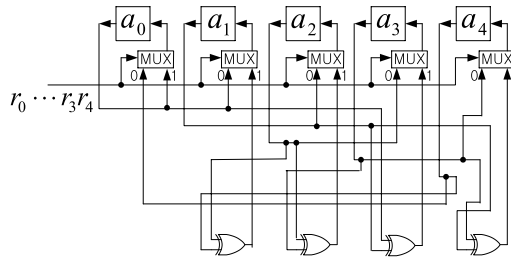 a₀ a₁ a₂ a₃ a₄
MUX MUX MUX MUX MUX
0 1 0 1 0 1 0 1 0 1
r₀ ⋯ r₃r₄